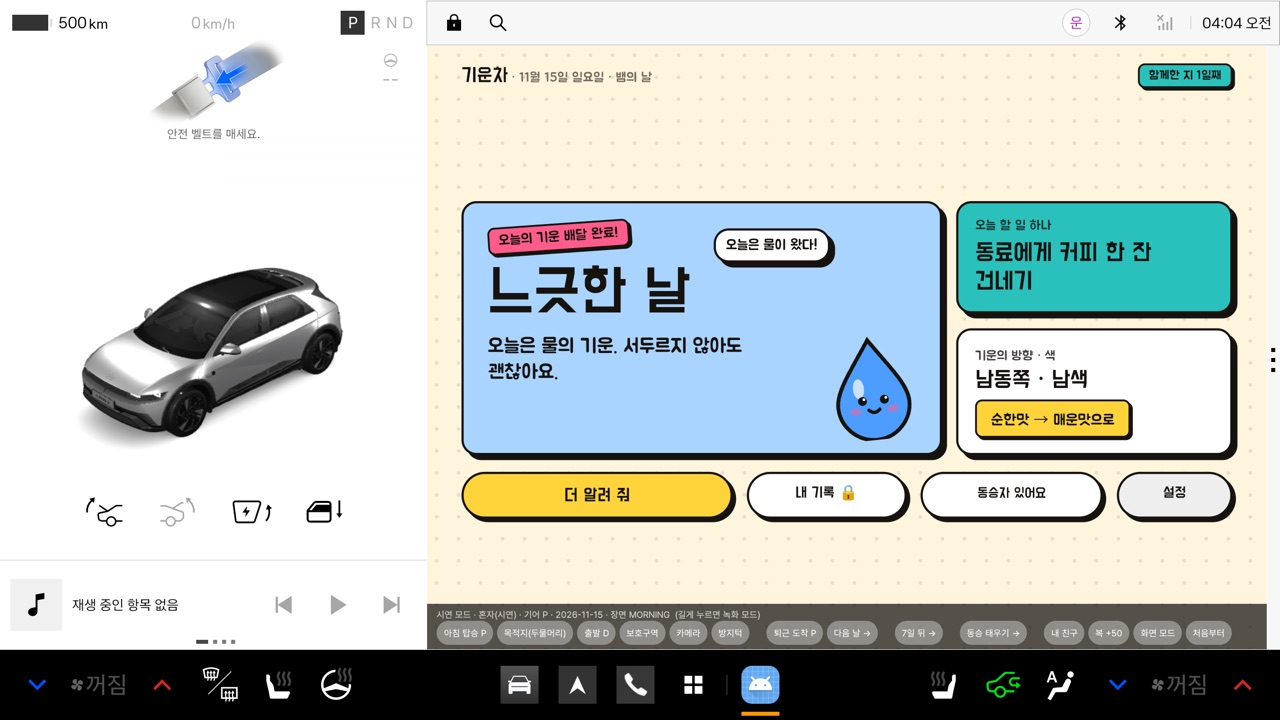 500 km
0 km/h
P R N D
운
04:04 오전
--
안전 벨트를 매세요.
기운차 · 11월 15일 일요일 · 뱀의 날
함께한 지 1일째
오늘의 기운 배달 완료!
오늘은 물이 왔다!
느긋한 날
오늘은 물의 기운. 서두르지 않아도
괜찮아요.
오늘 할 일 하나
동료에게 커피 한 잔
건네기
기운의 방향 · 색
남동쪽 · 남색
순한맛 → 매운맛으로
더 알려 줘
내 기록 🔒
동승자 있어요
설정
재생 중인 항목 없음
시연 모드 · 혼자(시연) · 기어 P · 2026-11-15 · 장면 MORNING (길게 누르면 녹화 모드)
아침 탑승 P
목적지(두물머리)
출발 D
보호구역
카메라
방지턱
퇴근 도착 P
다음 날 →
7일 뒤 →
동승 태우기 →
내 친구
복 +50
화면 모드
처음부터
꺼짐
A
꺼짐